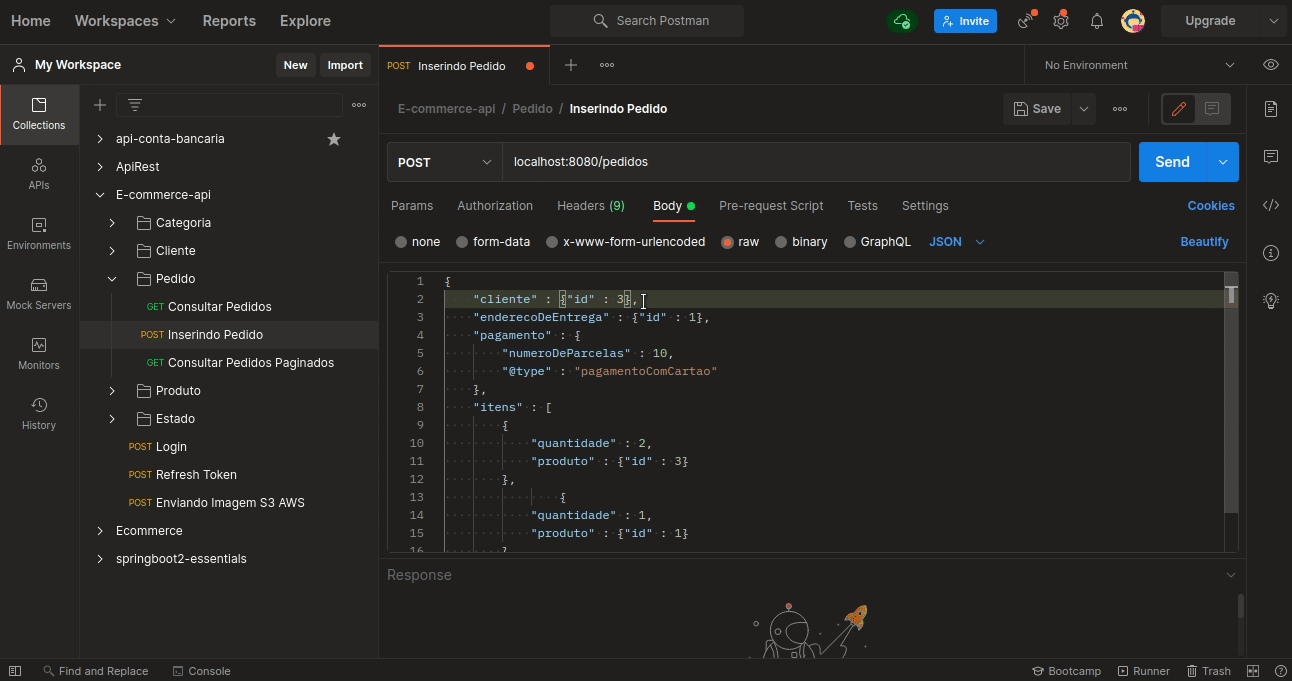 Home Workspaces Reports Explore Search Postman Invite Upgrade
My Workspace New Import POST Inserindo Pedido No Environment
Collections
APIs
Environments
Mock Servers
Monitors
History
api-conta-bancaria
ApiRest
E-commerce-api
Categoria
Cliente
Pedido
GET Consultar Pedidos
POST Inserindo Pedido
GET Consultar Pedidos Paginados
Produto
Estado
POST Login
POST Refresh Token
POST Enviando Imagem S3 AWS
Ecommerce
springboot2-essentials
E-commerce-api / Pedido / Inserindo Pedido Save
POST localhost:8080/pedidos Send
Params Authorization Headers (9) Body Pre-request Script Tests Settings Cookies
none form-data x-www-form-urlencoded raw binary GraphQL JSON Beautify
1 {
2 "cliente" : {"id" : 3},
3 "enderecoDeEntrega" : {"id" : 1},
4 "pagamento" : {
5 "numeroDeParcelas" : 10,
6 "@type" : "pagamentoComCartao"
7 },
8 "itens" : [
9 {
10 "quantidade" : 2,
11 "produto" : {"id" : 3}
12 },
13 {
14 "quantidade" : 1,
15 "produto" : {"id" : 1}
16 }
Response
Find and Replace Console Bootcamp Runner Trash